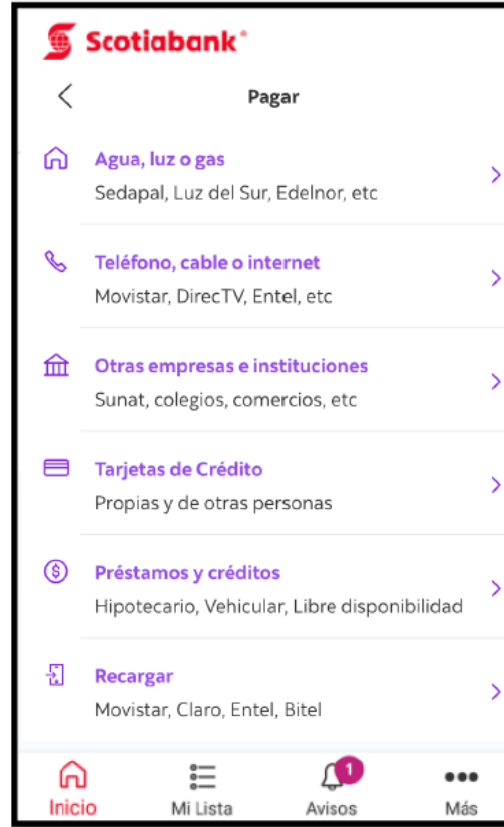 Scotiabank
Pagar
Agua, luz o gas
Sedapal, Luz del Sur, Edelnor, etc
Teléfono, cable o internet
Movistar, DirecTV, Entel, etc
Otras empresas e instituciones
Sunat, colegios, comercios, etc
Tarjetas de Crédito
Propias y de otras personas
Préstamos y créditos
Hipotecario, Vehicular, Libre disponibilidad
Recargar
Movistar, Claro, Entel, Bitel
1
Inicio Mi Lista Avisos Más